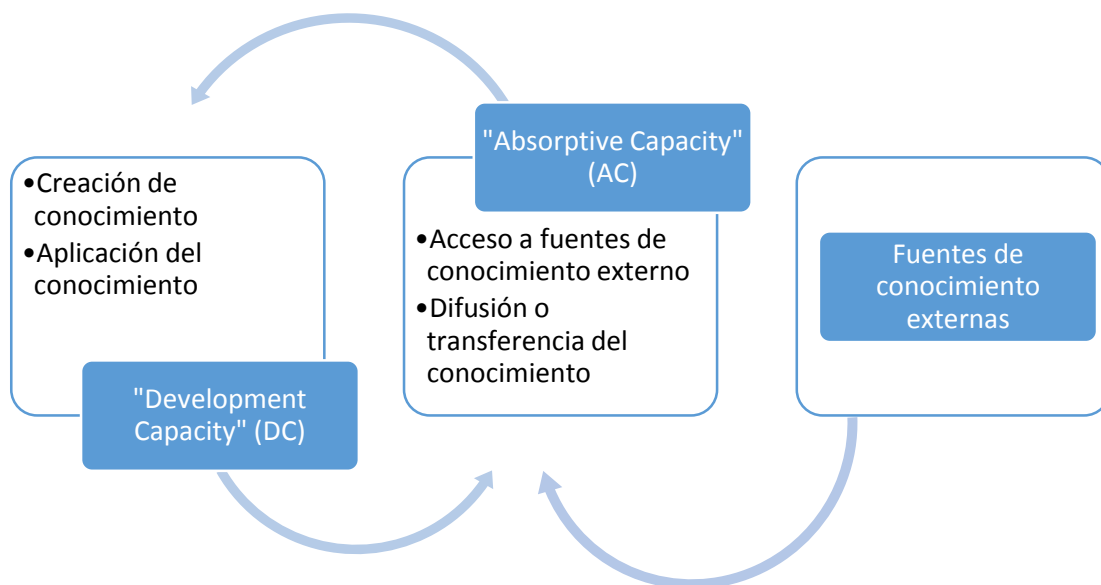 •Creación de
conocimiento
•Aplicación del
conocimiento
"Development
Capacity" (DC)
"Absorptive Capacity"
(AC)
•Acceso a fuentes de
conocimiento externo
•Difusión o
transferencia del
conocimiento
Fuentes de
conocimiento
externas